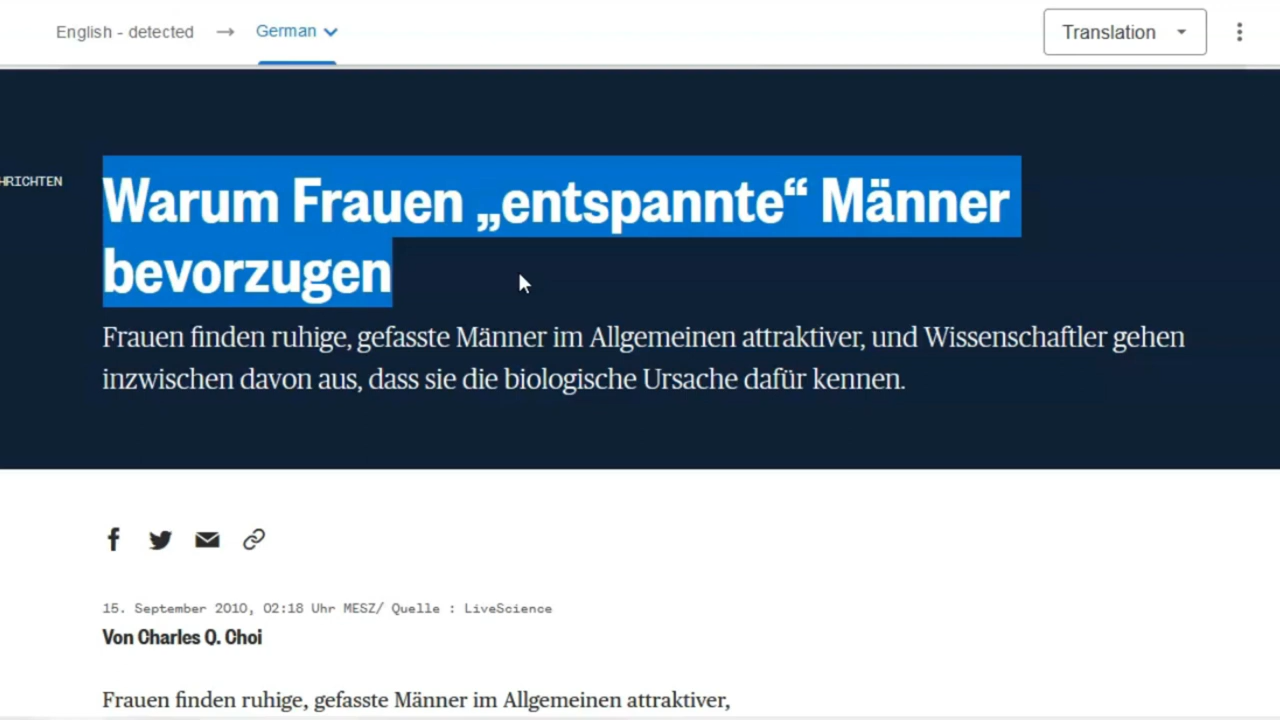 English - detected → German
Translation
HRICHTEN
Warum Frauen „entspannte“ Männer
bevorzugen
Frauen finden ruhige, gefasste Männer im Allgemeinen attraktiver, und Wissenschaftler gehen
inzwischen davon aus, dass sie die biologische Ursache dafür kennen.
15. September 2010, 02:18 Uhr MESZ/ Quelle : LiveScience
Von Charles Q. Choi
Frauen finden ruhige, gefasste Männer im Allgemeinen attraktiver,